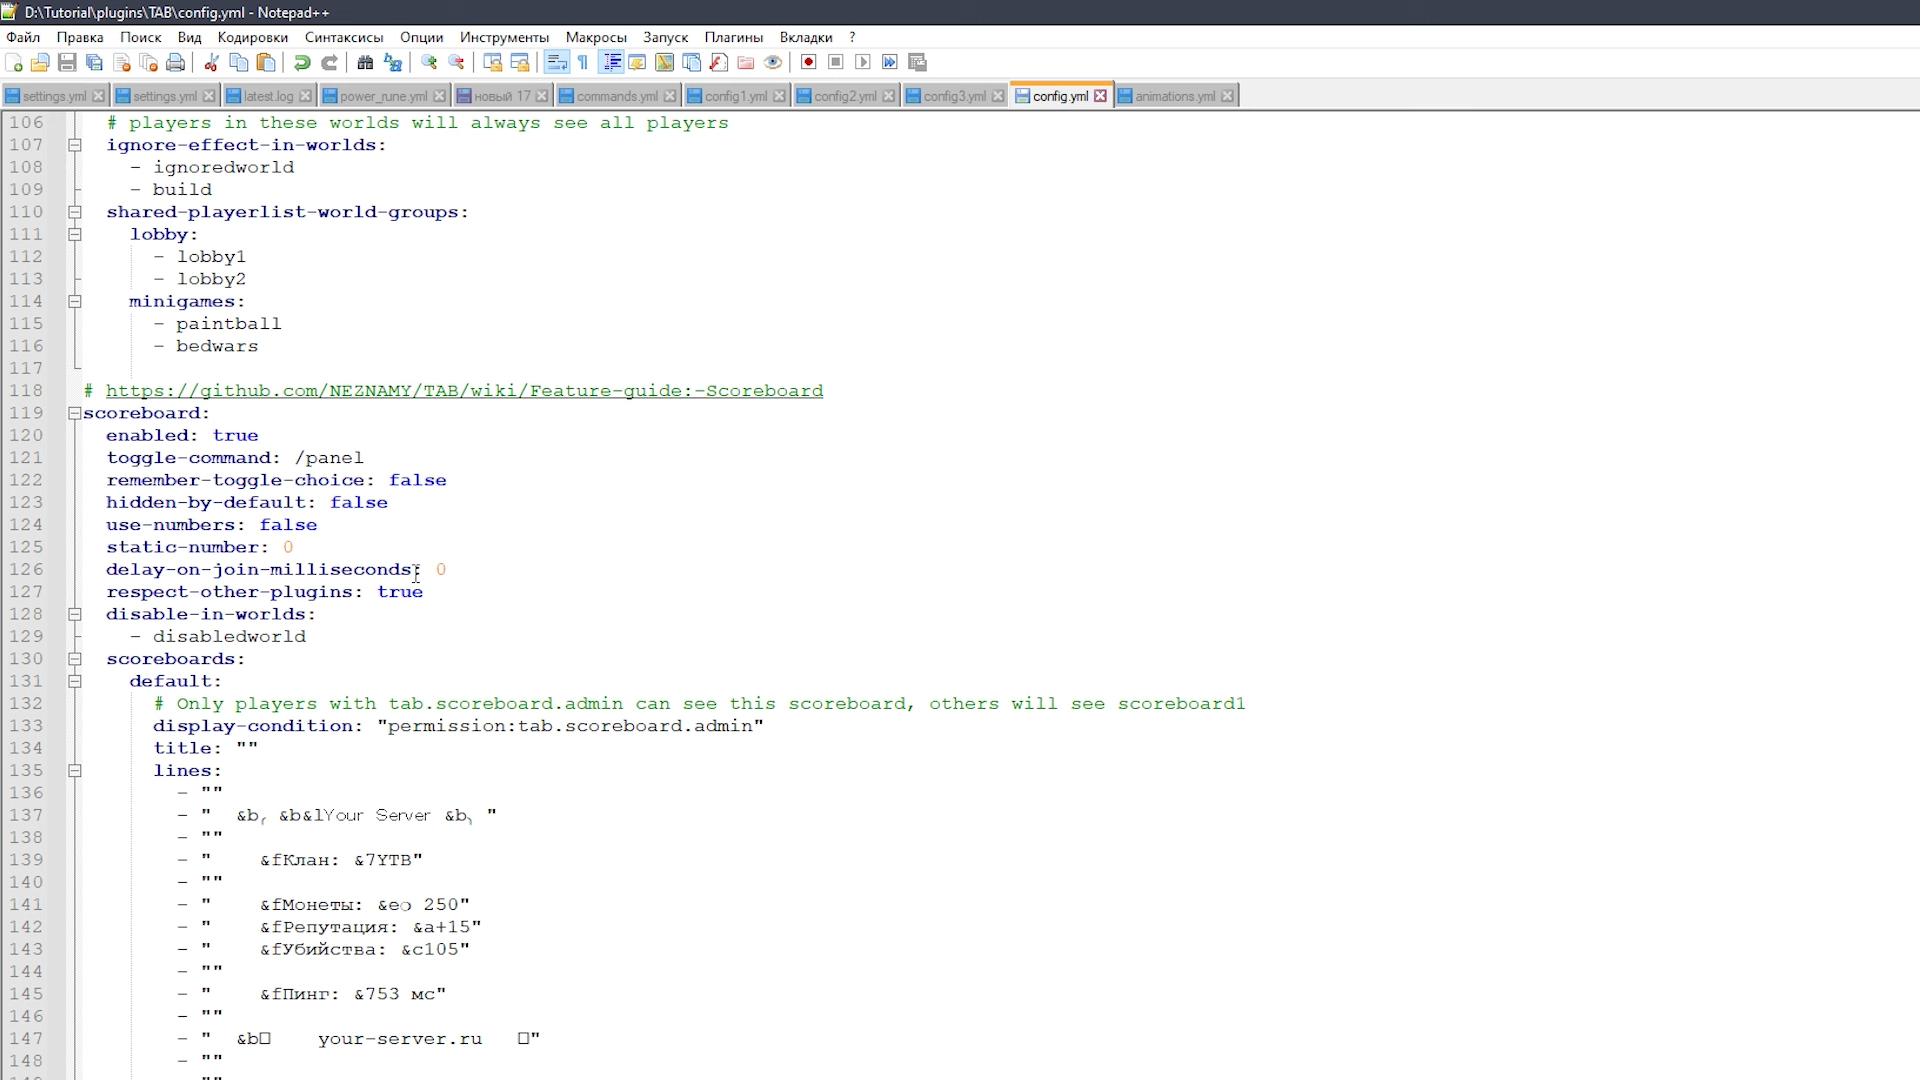 D:\Tutorial\plugins\TAB\config.yml - Notepad++
Файл Правка Поиск Вид Кодировки Синтаксисы Опции Инструменты Макросы Запуск Плагины Вкладки ?
settings.yml settings.yml latest.log power_rune.yml новый 17 commands.yml config1.yml config2.yml config3.yml config.yml animations.yml
106 # players in these worlds will always see all players
107 ignore-effect-in-worlds:
108 - ignoredworld
109 - build
110 shared-playerlist-world-groups:
111 lobby:
112 - lobby1
113 - lobby2
114 minigames:
115 - paintball
116 - bedwars
117
118 # https://github.com/NEZNAMY/TAB/wiki/Feature-guide:-Scoreboard
119 scoreboard:
120 enabled: true
121 toggle-command: /panel
122 remember-toggle-choice: false
123 hidden-by-default: false
124 use-numbers: false
125 static-number: 0
126 delay-on-join-milliseconds: 0
127 respect-other-plugins: true
128 disable-in-worlds:
129 - disabledworld
130 scoreboards:
131 default:
132 # Only players with tab.scoreboard.admin can see this scoreboard, others will see scoreboard1
133 display-condition: "permission:tab.scoreboard.admin"
134 title: ""
135 lines:
136 - ""
137 - "  &b╭ &b&lYour Server &b╮ "
138 - ""
139 - "    &fКлан: &7YTB"
140 - ""
141 - "    &fМонеты: &e❍ 250"
142 - "    &fРепутация: &a+15"
143 - "    &fУбийства: &c105"
144 - ""
145 - "    &fПинг: &753 мс"
146 - ""
147 - "  &b□    your-server.ru   □"
148 - ""